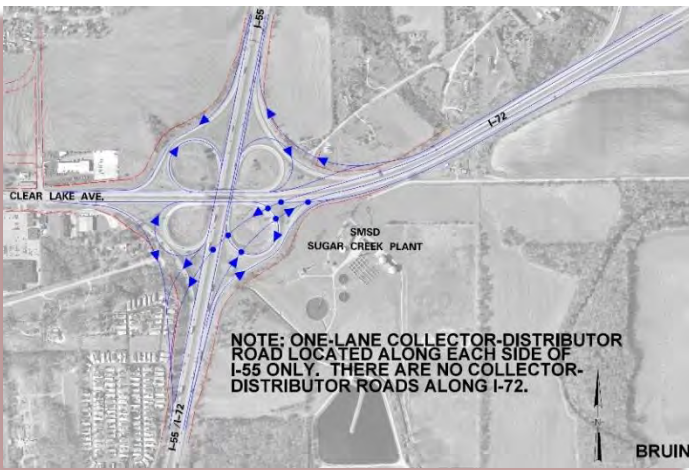 I-55
I-72
CLEAR LAKE AVE.
SMSD
SUGAR CREEK PLANT
NOTE: ONE-LANE COLLECTOR-DISTRIBUTOR
ROAD LOCATED ALONG EACH SIDE OF
I-55 ONLY. THERE ARE NO COLLECTOR-
DISTRIBUTOR ROADS ALONG I-72.
I-55 / I-72
BRUIN